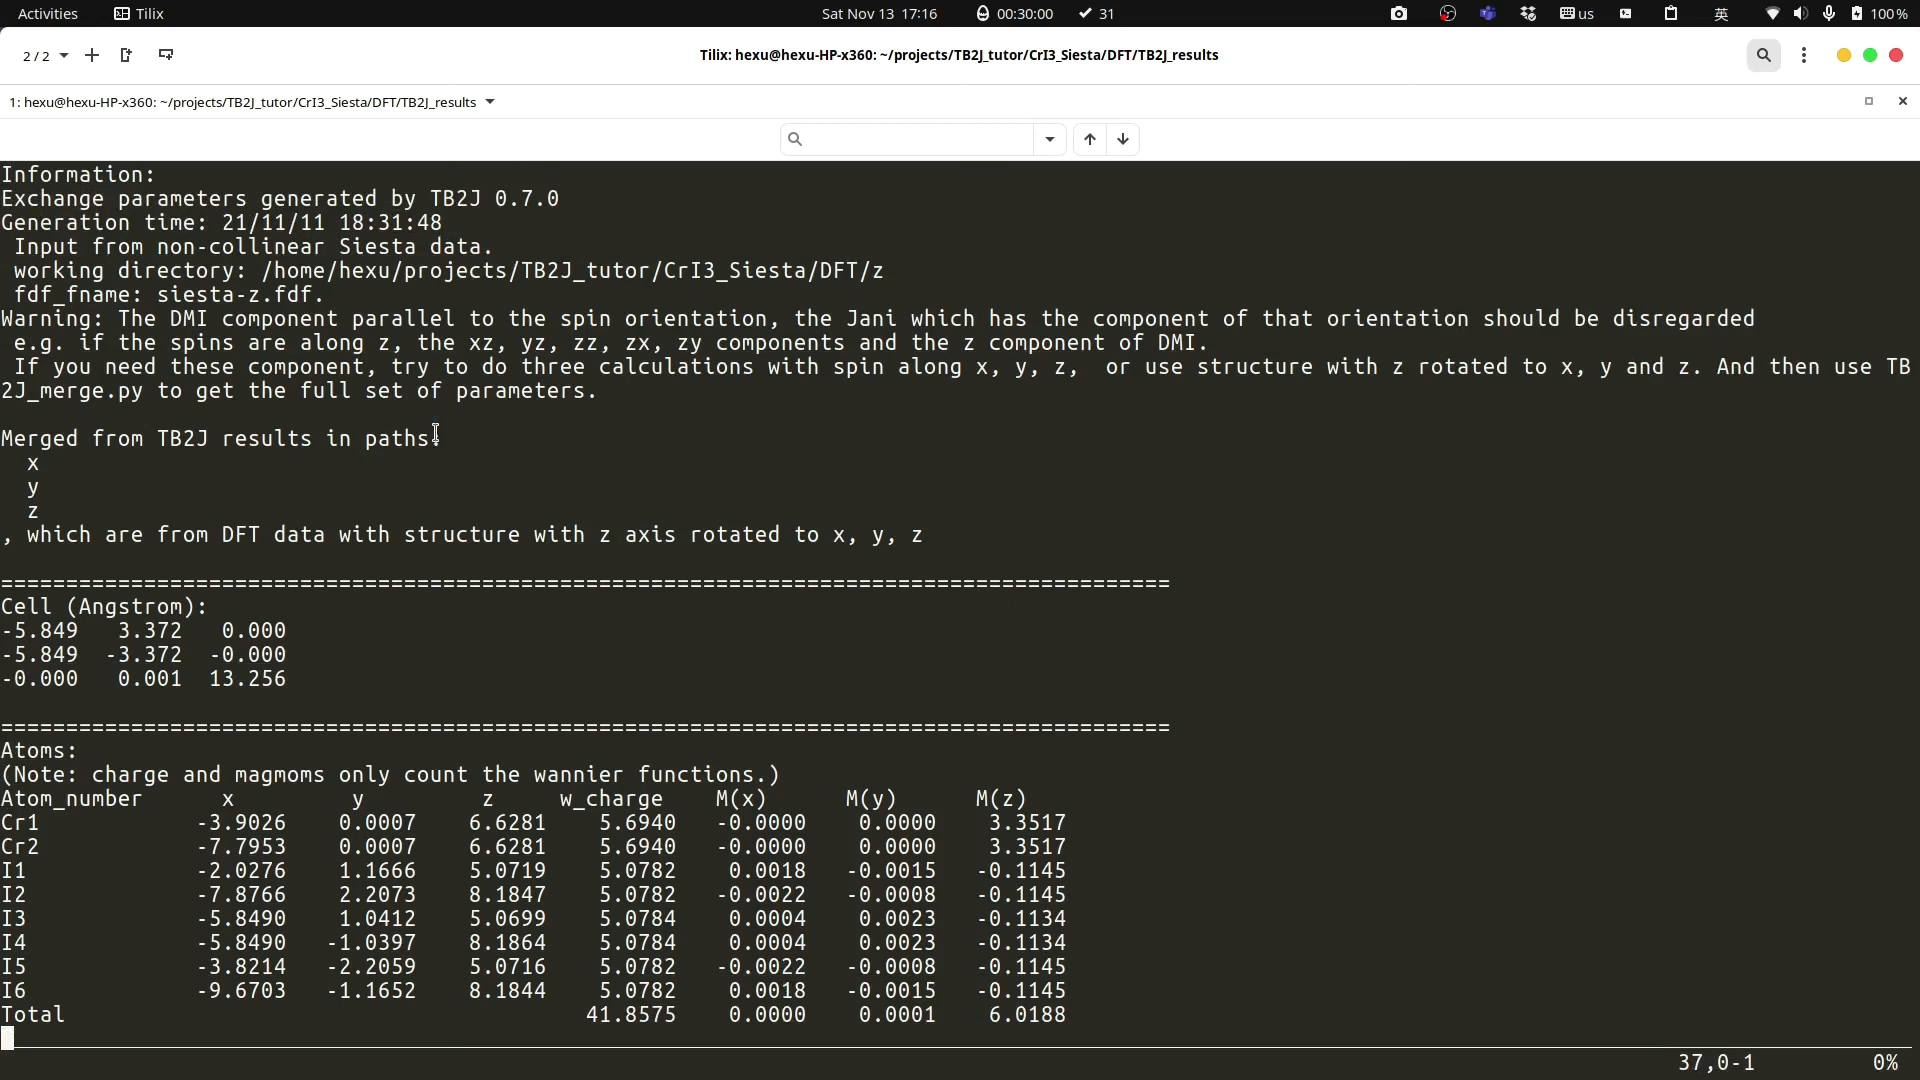 Activities Tilix Sat Nov 13 17:16 00:30:00 31 us 英 100 %
2 / 2 Tilix: hexu@hexu-HP-x360: ~/projects/TB2J_tutor/CrI3_Siesta/DFT/TB2J_results
1: hexu@hexu-HP-x360: ~/projects/TB2J_tutor/CrI3_Siesta/DFT/TB2J_results
Information:
Exchange parameters generated by TB2J 0.7.0
Generation time: 21/11/11 18:31:48
Input from non-collinear Siesta data.
working directory: /home/hexu/projects/TB2J_tutor/CrI3_Siesta/DFT/z
fdf_fname: siesta-z.fdf.
Warning: The DMI component parallel to the spin orientation, the Jani which has the component of that orientation should be disregarded
e.g. if the spins are along z, the xz, yz, zz, zx, zy components and the z component of DMI.
If you need these component, try to do three calculations with spin along x, y, z,  or use structure with z rotated to x, y and z. And then use TB
2J_merge.py to get the full set of parameters.
Merged from TB2J results in paths:
x
y
z
, which are from DFT data with structure with z axis rotated to x, y, z
==========================================================================================
Cell (Angstrom):
-5.849 3.372 0.000
-5.849 -3.372 -0.000
-0.000 0.001 13.256
==========================================================================================
Atoms:
(Note: charge and magmoms only count the wannier functions.)
Atom_number x y z w_charge M(x) M(y) M(z)
Cr1 -3.9026 0.0007 6.6281 5.6940 -0.0000 0.0000 3.3517
Cr2 -7.7953 0.0007 6.6281 5.6940 -0.0000 0.0000 3.3517
I1 -2.0276 1.1666 5.0719 5.0782 0.0018 -0.0015 -0.1145
I2 -7.8766 2.2073 8.1847 5.0782 -0.0022 -0.0008 -0.1145
I3 -5.8490 1.0412 5.0699 5.0784 0.0004 0.0023 -0.1134
I4 -5.8490 -1.0397 8.1864 5.0784 0.0004 0.0023 -0.1134
I5 -3.8214 -2.2059 5.0716 5.0782 -0.0022 -0.0008 -0.1145
I6 -9.6703 -1.1652 8.1844 5.0782 0.0018 -0.0015 -0.1145
Total 41.8575 0.0000 0.0001 6.0188
37,0-1 0%